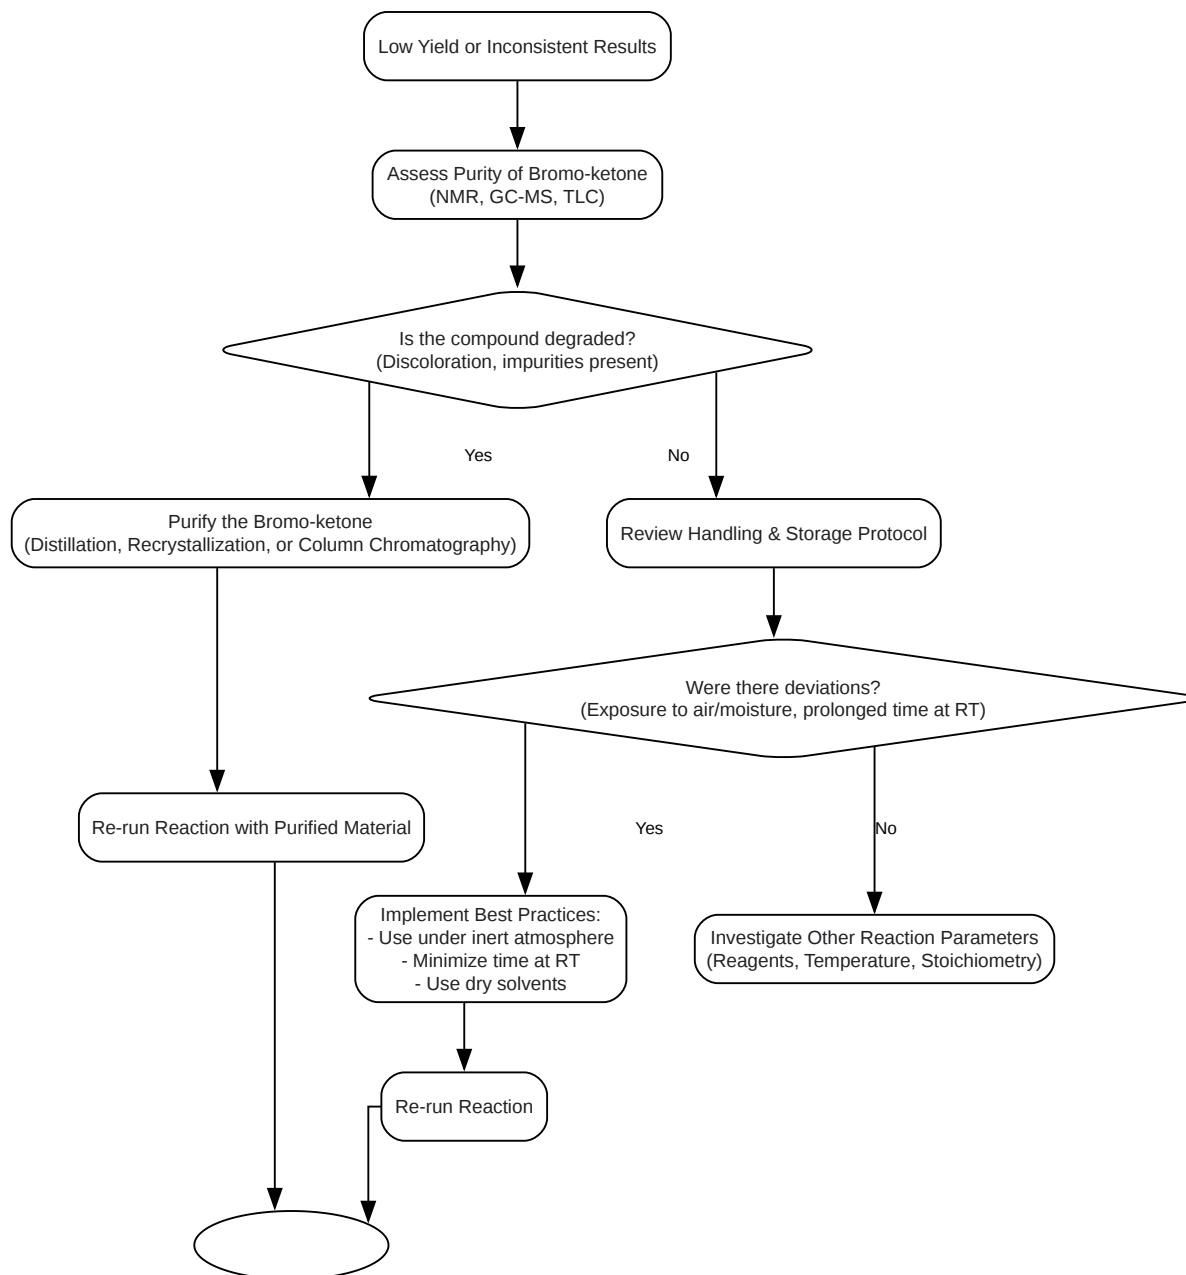 Low Yield or Inconsistent Results
Assess Purity of Bromo-ketone
(NMR, GC-MS, TLC)
Is the compound degraded?
(Discoloration, impurities present)
Yes
No
Purify the Bromo-ketone
(Distillation, Recrystallization, or Column Chromatography)
Review Handling & Storage Protocol
Were there deviations?
(Exposure to air/moisture, prolonged time at RT)
Re-run Reaction with Purified Material
Yes
No
Implement Best Practices:
- Use under inert atmosphere
- Minimize time at RT
- Use dry solvents
Investigate Other Reaction Parameters
(Reagents, Temperature, Stoichiometry)
Re-run Reaction